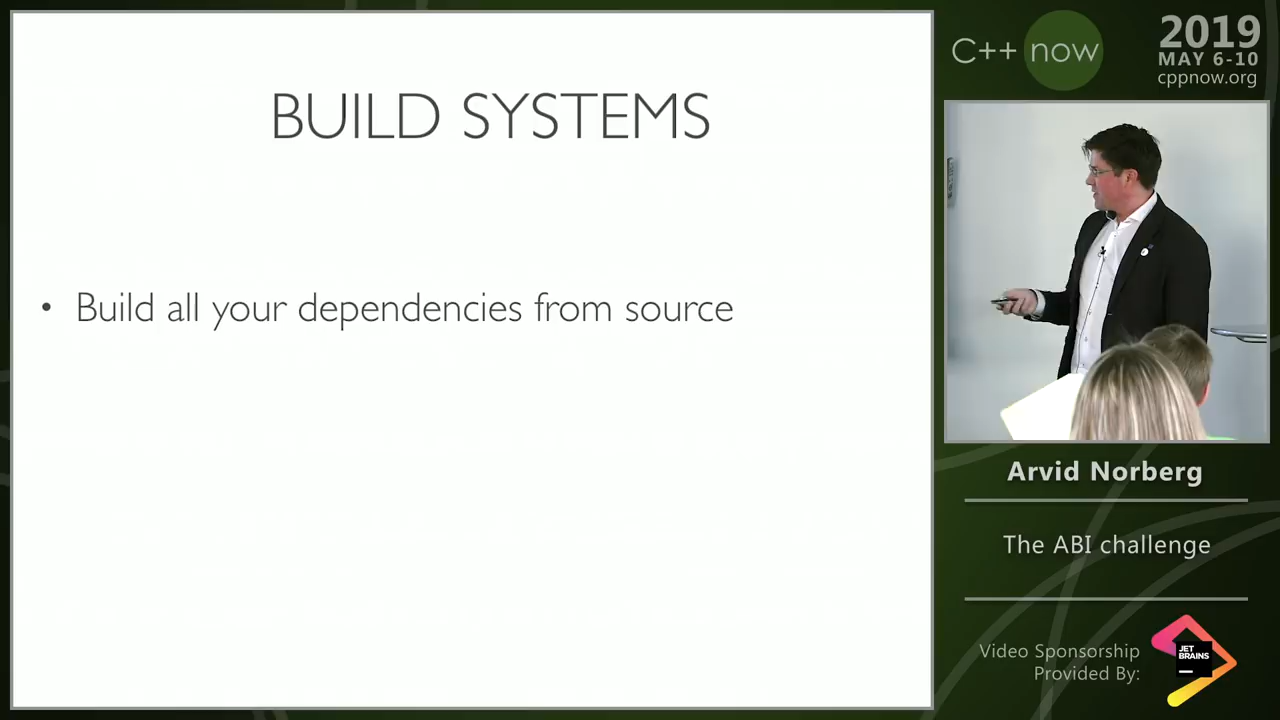 BUILD SYSTEMS
• Build all your dependencies from source
C++ now
2019
MAY 6-10
cppnow.org
Arvid Norberg
The ABI challenge
Video Sponsorship
Provided By:
JET
BRAINS